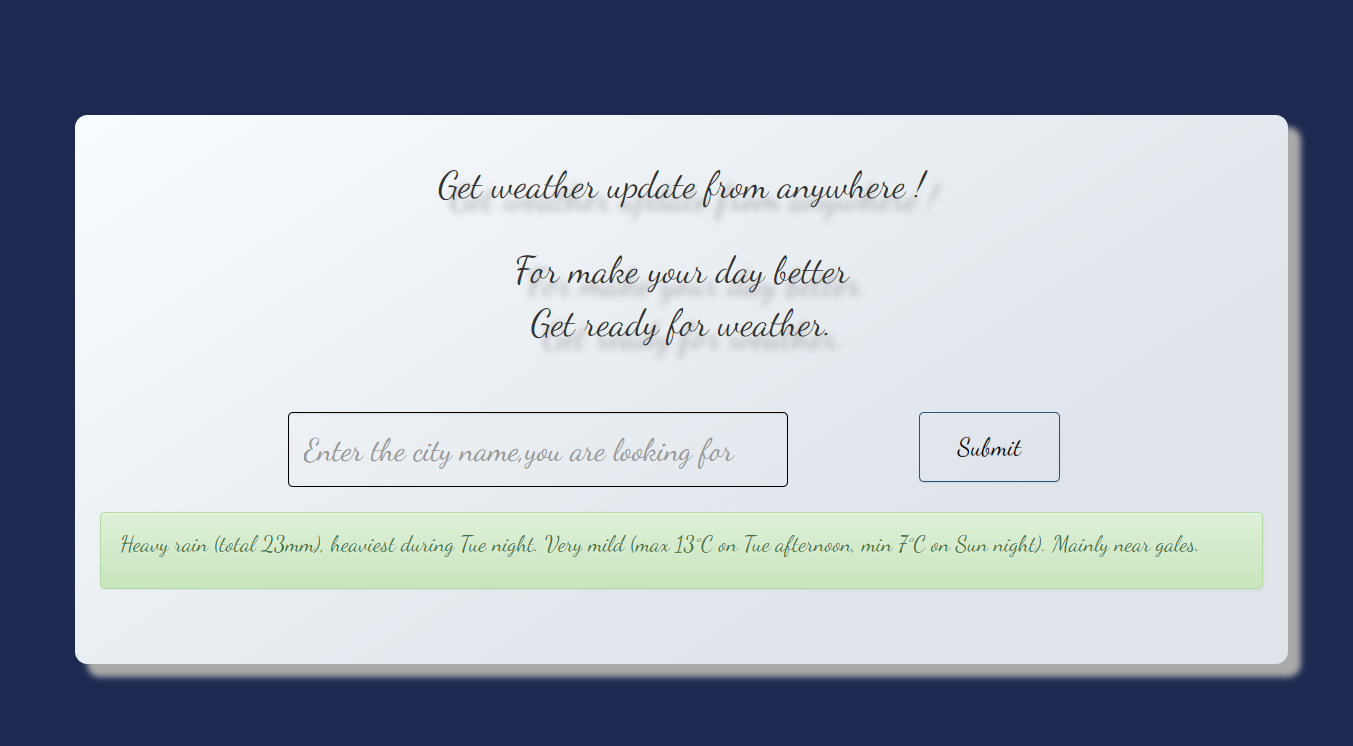 Get weather update from anywhere !
For make your day better
Get ready for weather.
Enter the city name,you are looking for
Submit
Heavy rain (total 23mm), heaviest during Tue night. Very mild (max 13°C on Tue afternoon, min 7°C on Sun night). Mainly near gales.